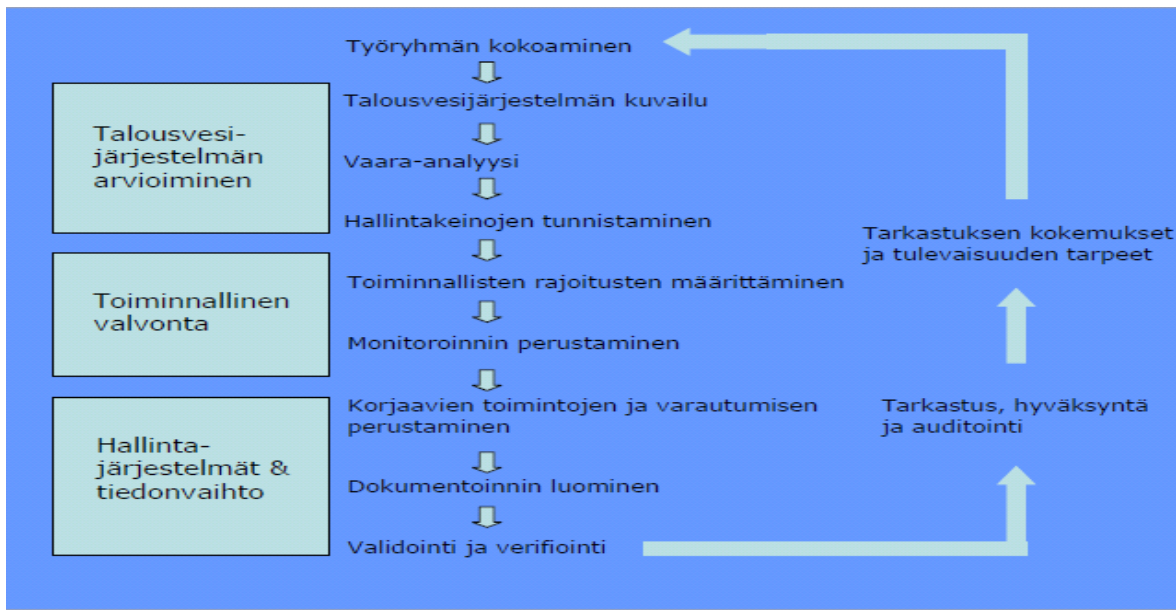 Työryhmän kokoaminen
Talousvesijärjestelmän kuvailu
Vaara-analyysi
Hallintakeinojen tunnistaminen
Toiminnallisten rajoitusten määrittäminen
Monitoroinnin perustaminen
Korjaavien toimintojen ja varautumisen
perustaminen
Dokumentoinnin luominen
Validointi ja verifiointi
Talousvesi-
järjestelmän
arvioiminen
Toiminnallinen
valvonta
Hallinta-
järjestelmät &
tiedonvaihto
Tarkastus, hyväksyntä
ja auditointi
Tarkastuksen kokemukset
ja tulevaisuuden tarpeet